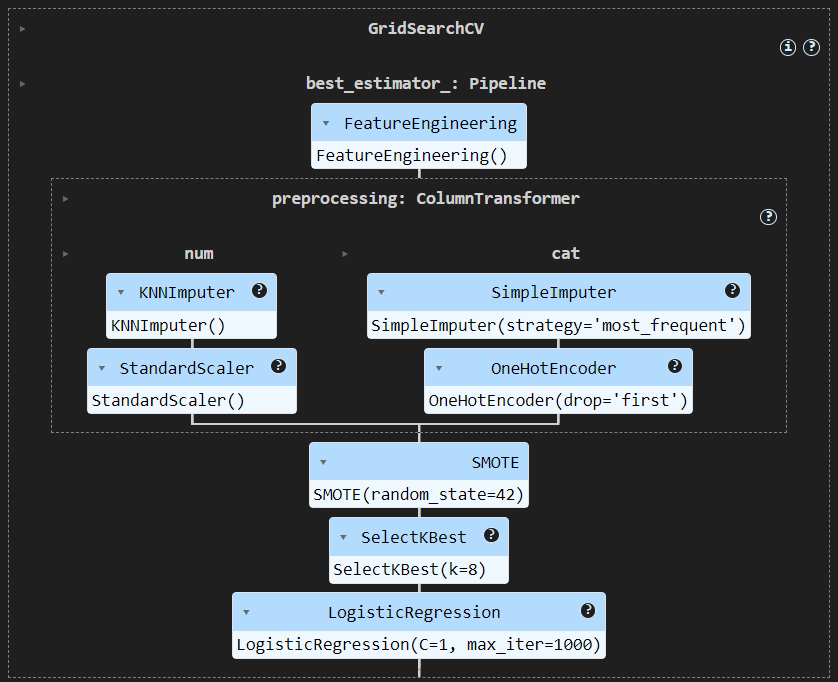 GridSearchCV
best_estimator_: Pipeline
FeatureEngineering
FeatureEngineering()
preprocessing: ColumnTransformer
num
cat
KNNImputer
KNNImputer()
SimpleImputer
SimpleImputer(strategy='most_frequent')
StandardScaler
StandardScaler()
OneHotEncoder
OneHotEncoder(drop='first')
SMOTE
SMOTE(random_state=42)
SelectKBest
SelectKBest(k=8)
LogisticRegression
LogisticRegression(C=1, max_iter=1000)